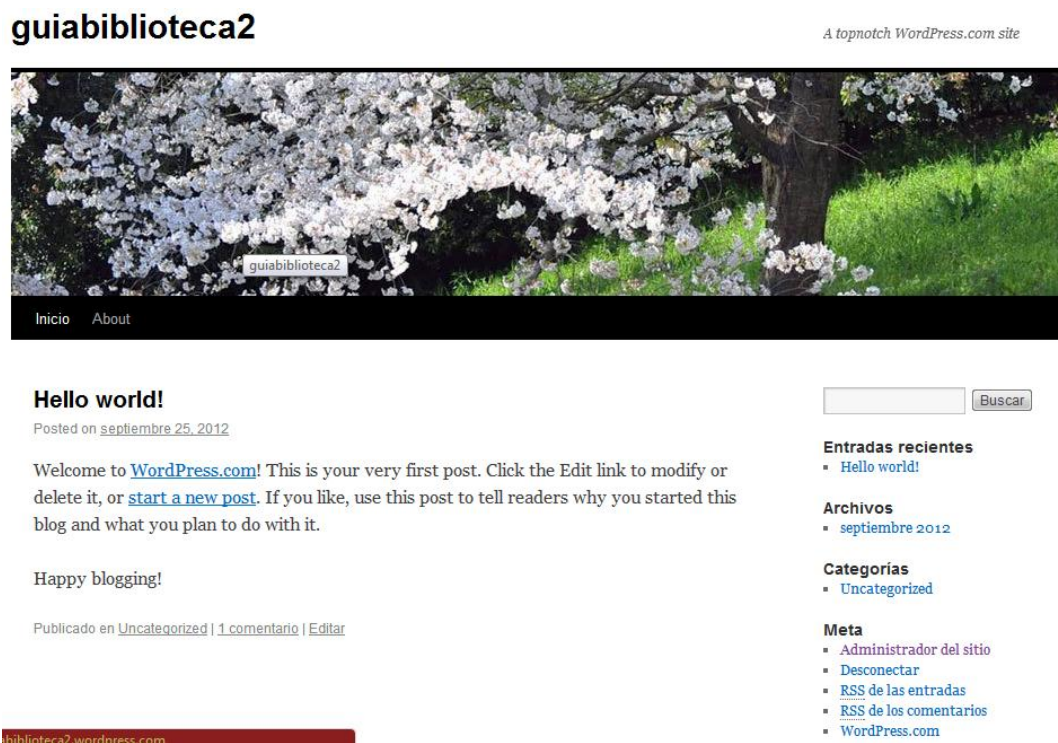 guiabiblioteca2
A topnotch WordPress.com site
guiabiblioteca2
Inicio About
Hello world!
Posted on septiembre 25, 2012
Welcome to WordPress.com! This is your very first post. Click the Edit link to modify or
delete it, or start a new post. If you like, use this post to tell readers why you started this
blog and what you plan to do with it.
Happy blogging!
Publicado en Uncategorized | 1 comentario | Editar
Buscar
Entradas recientes
Hello world!
Archivos
septiembre 2012
Categorías
Uncategorized
Meta
Administrador del sitio
Desconectar
RSS de las entradas
RSS de los comentarios
WordPress.com
abiblioteca2.wordpress.com